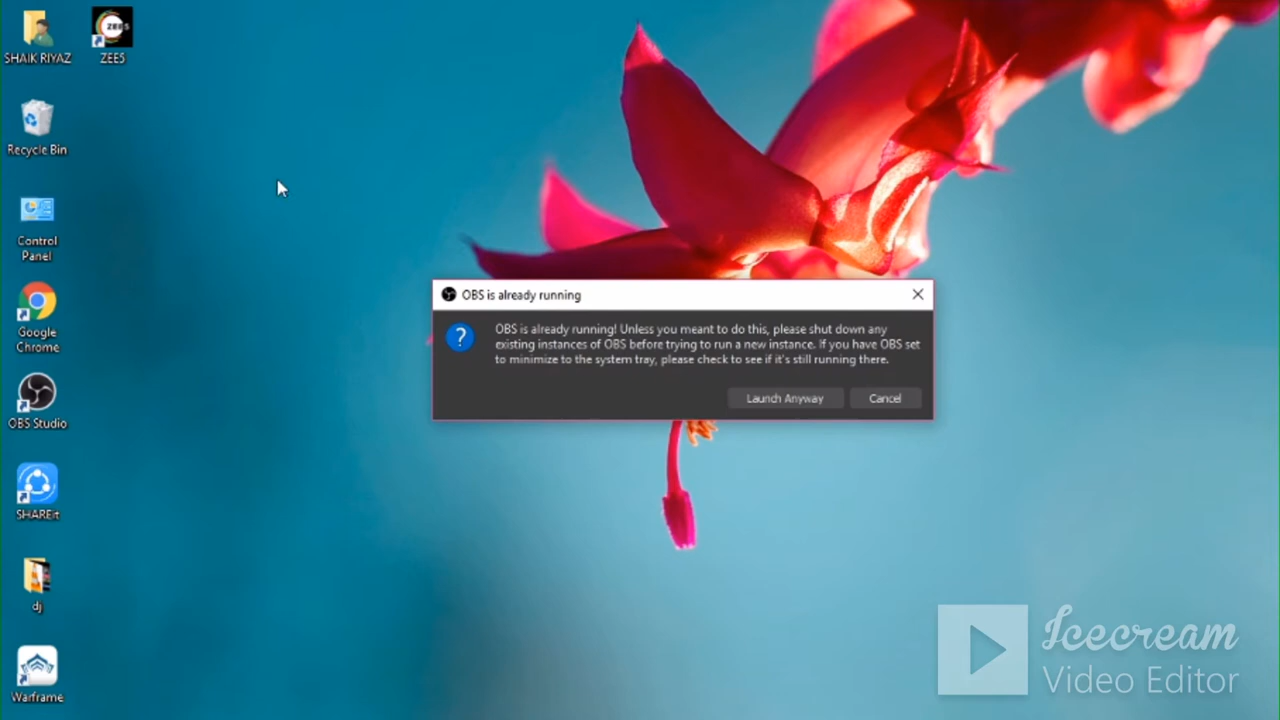 SHAIK RIYAZ
ZEE5
ZEE5
Recycle Bin
Control
Panel
Google
Chrome
OBS Studio
SHAREit
dj
Warframe
OBS is already running
OBS is already running! Unless you meant to do this, please shut down any
existing instances of OBS before trying to run a new instance. If you have OBS set
to minimize to the system tray, please check to see if it's still running there.
Launch Anyway
Cancel
Icecream
Video Editor